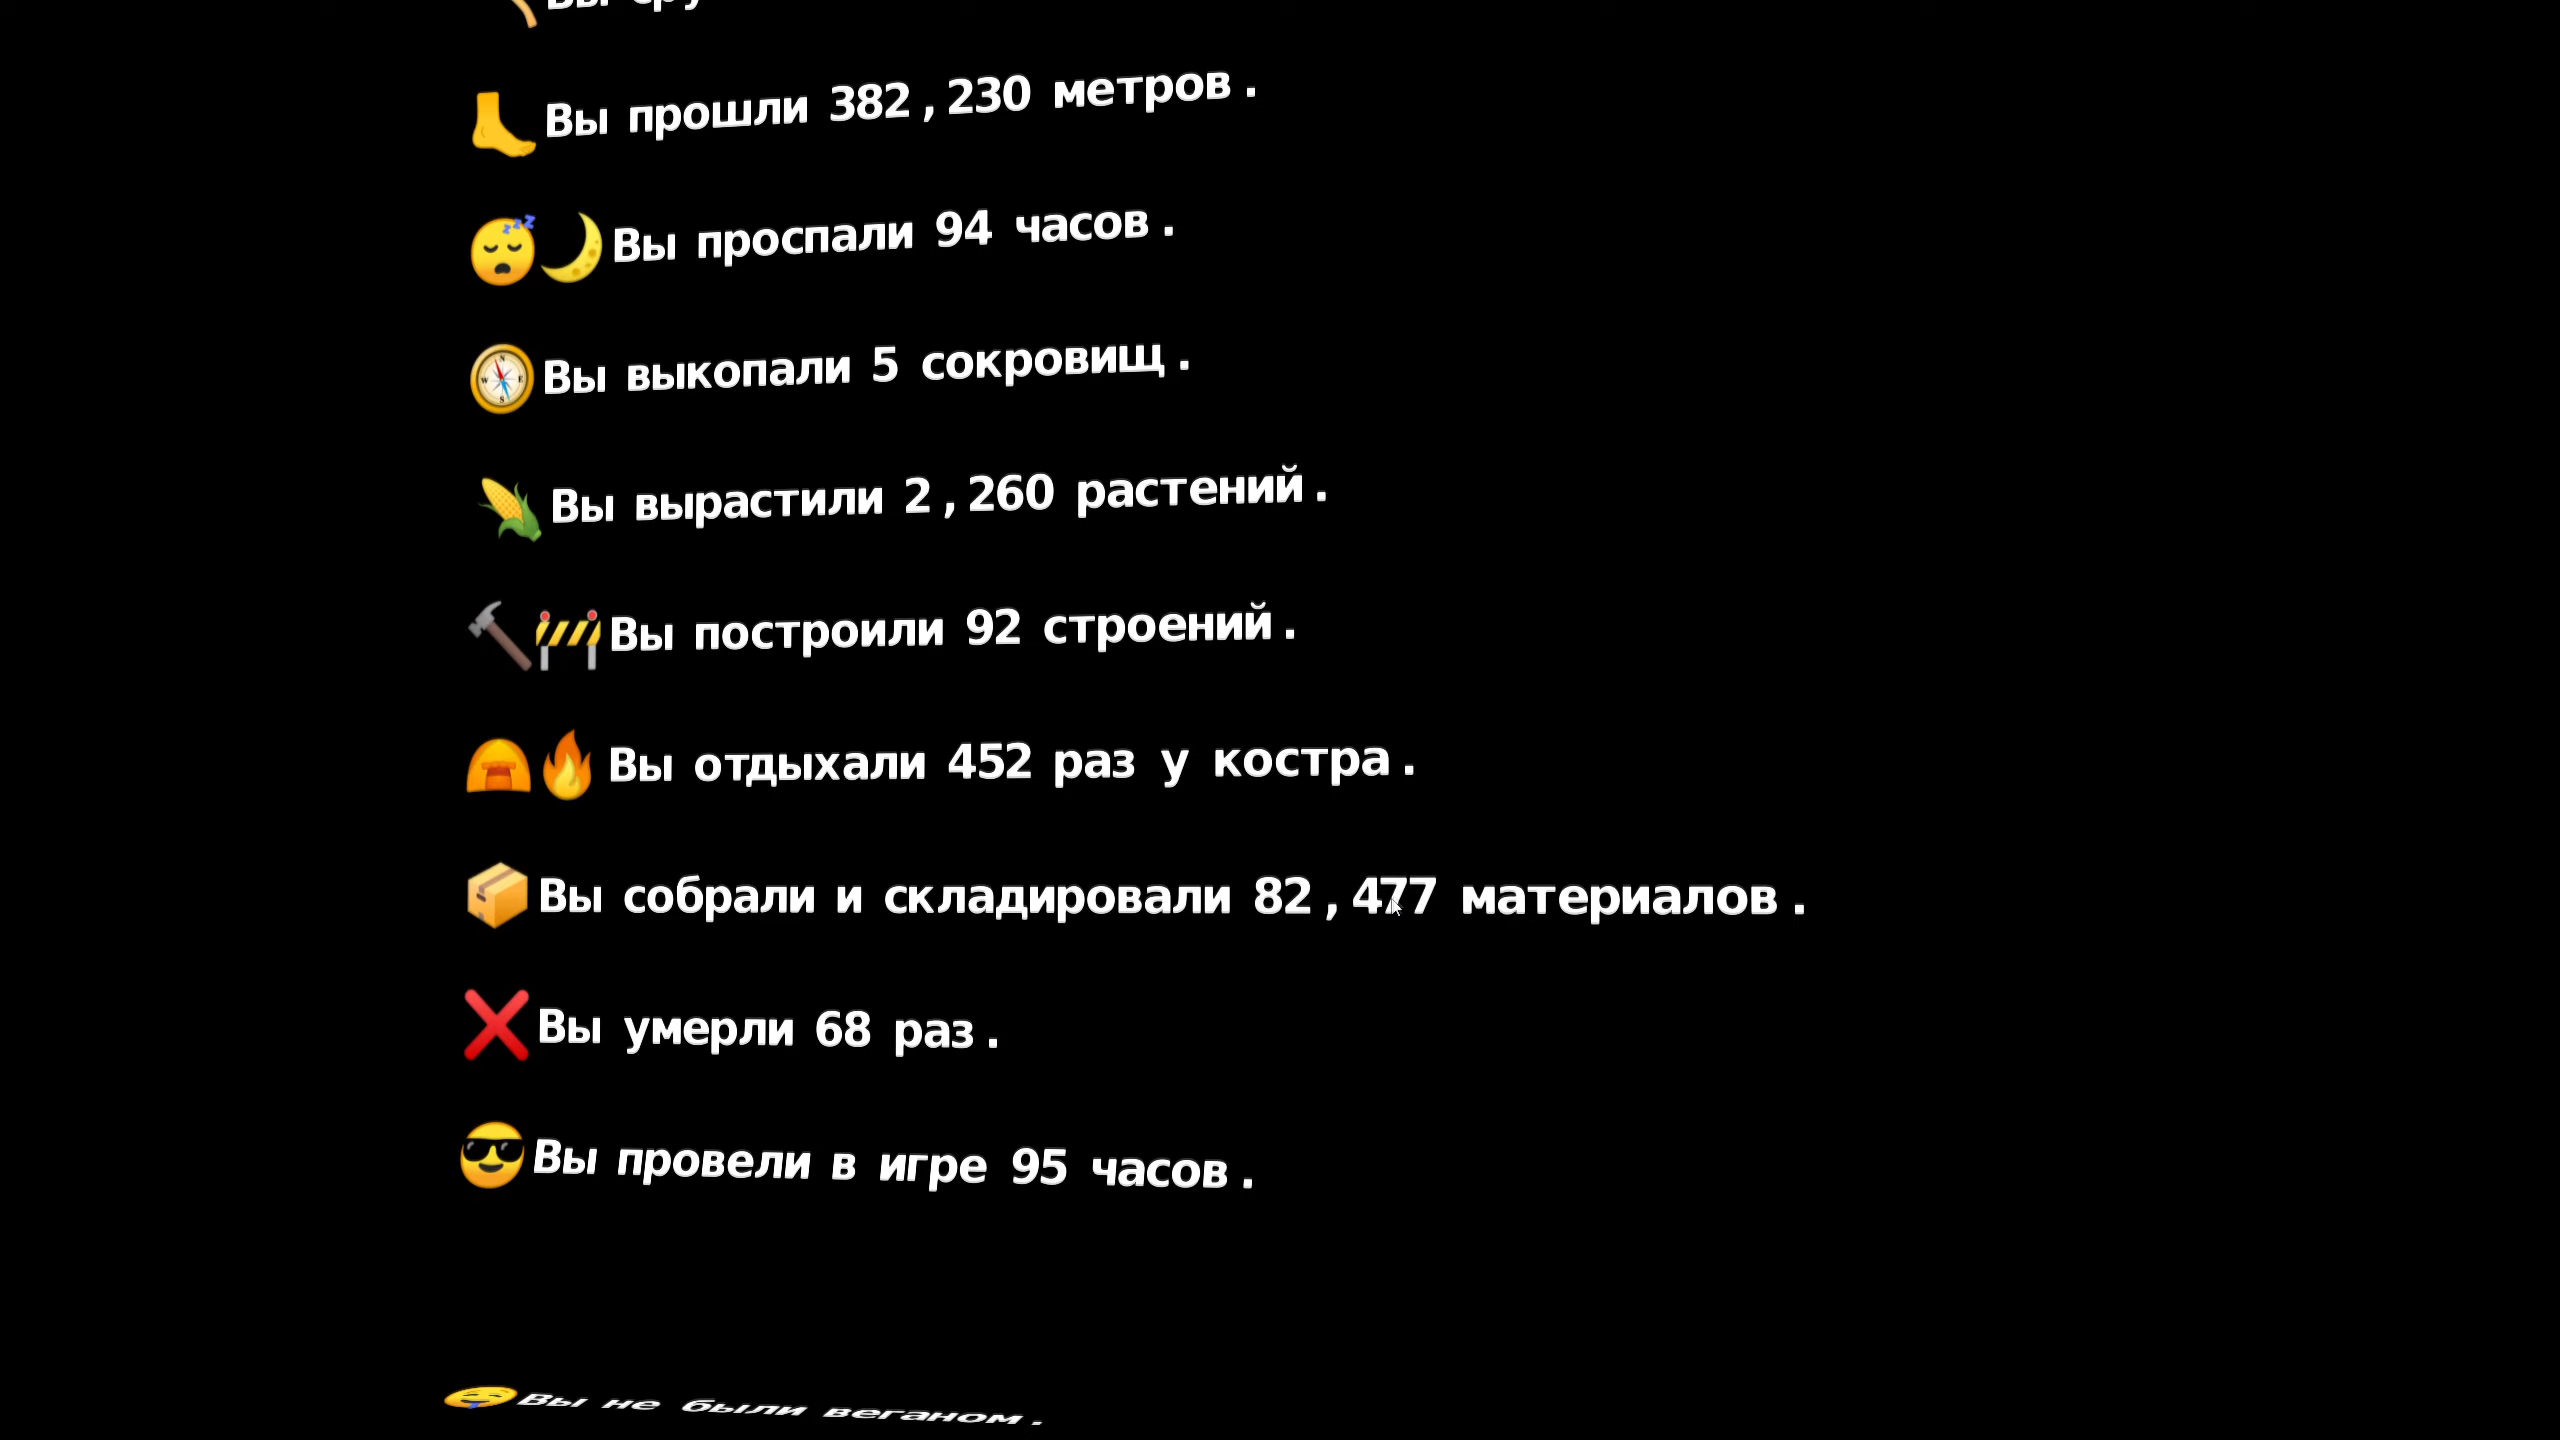 Вы
Вы прошли 382,230 метров.
Вы проспали 94 часов.
Вы выкопали 5 сокровищ.
Вы вырастили 2,260 растений.
Вы построили 92 строений.
Вы отдыхали 452 раз у костра.
Вы собрали и складировали 82,477 материалов.
Вы умерли 68 раз.
Вы провели в игре 95 часов.
Вы не были веганом.